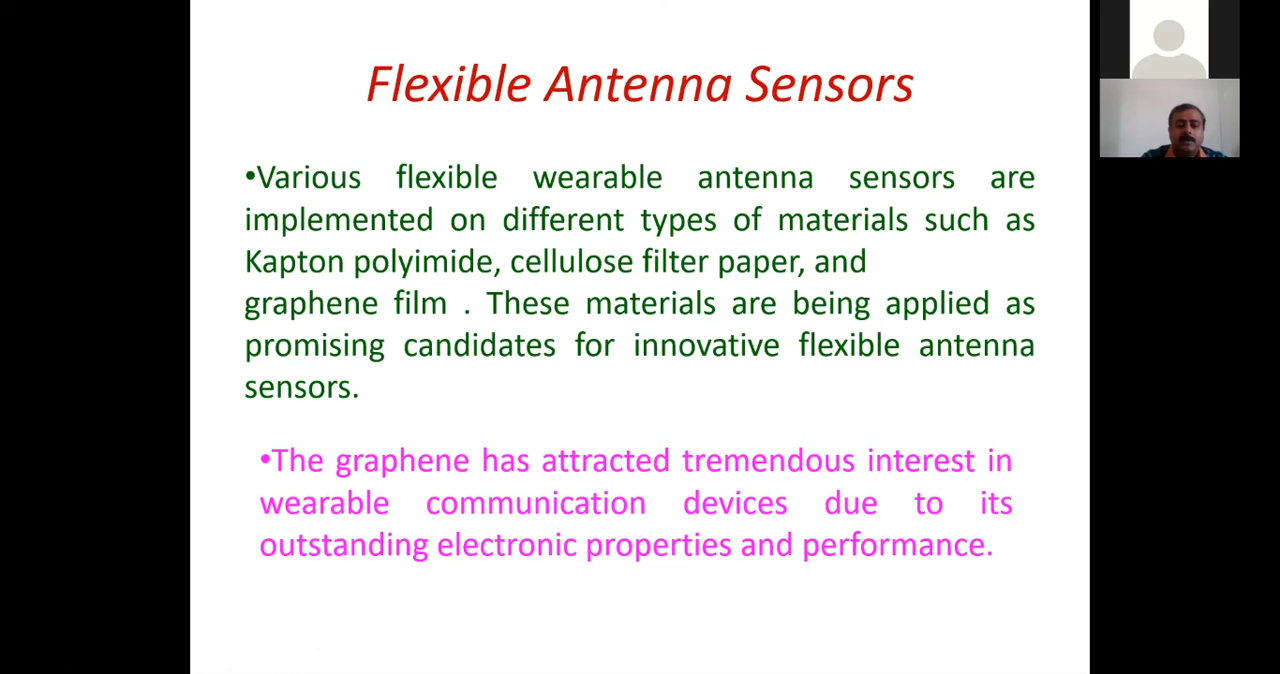 Flexible Antenna Sensors
•Various flexible wearable antenna sensors are
implemented on different types of materials such as
Kapton polyimide, cellulose filter paper, and
graphene film . These materials are being applied as
promising candidates for innovative flexible antenna
sensors.
•The graphene has attracted tremendous interest in
wearable communication devices due to its
outstanding electronic properties and performance.